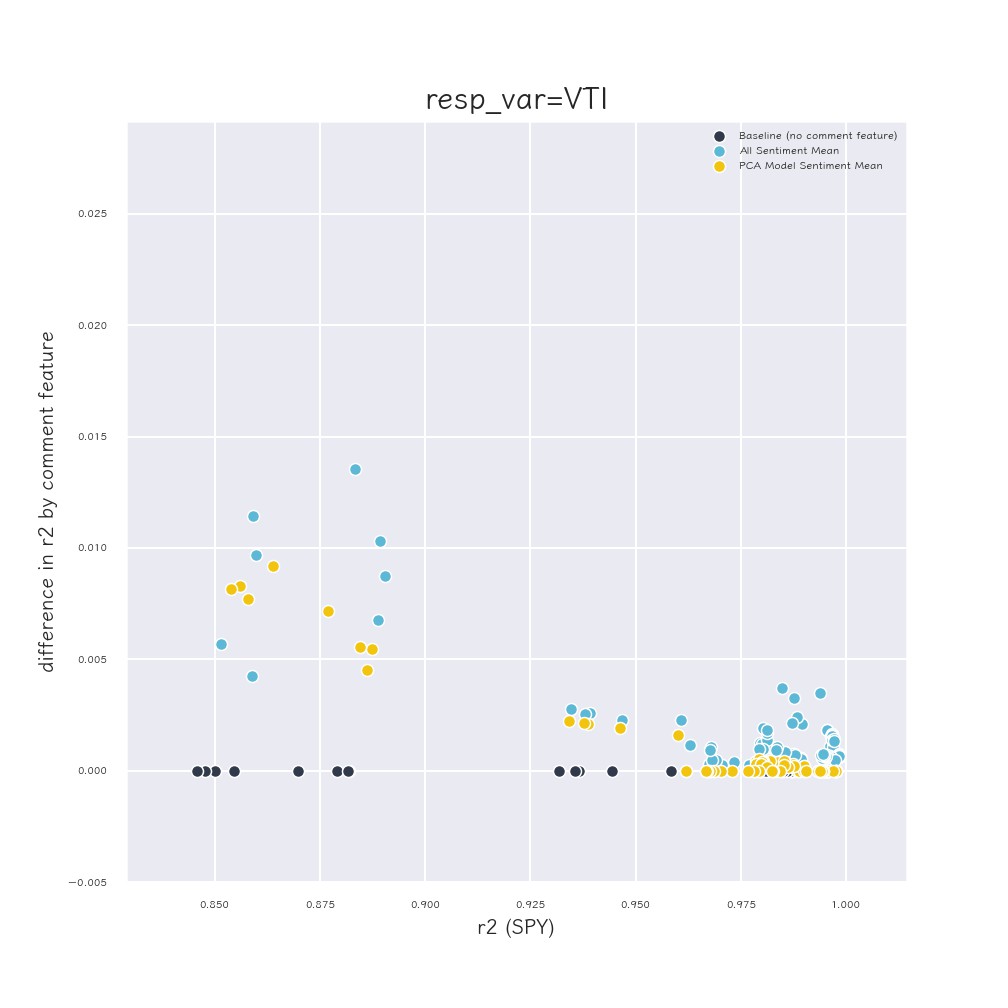 resp_var=VTI
Baseline (no comment feature)
All Sentiment Mean
PCA Model Sentiment Mean
difference in r2 by comment feature
0.025
0.020
0.015
0.010
0.005
0.000
−0.005
0.850 0.875 0.900 0.925 0.950 0.975 1.000
r2 (SPY)